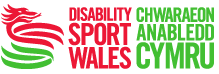 DISABILITY
SPORT
WALES
CHWARAEON
ANABLEDD
CYMRU